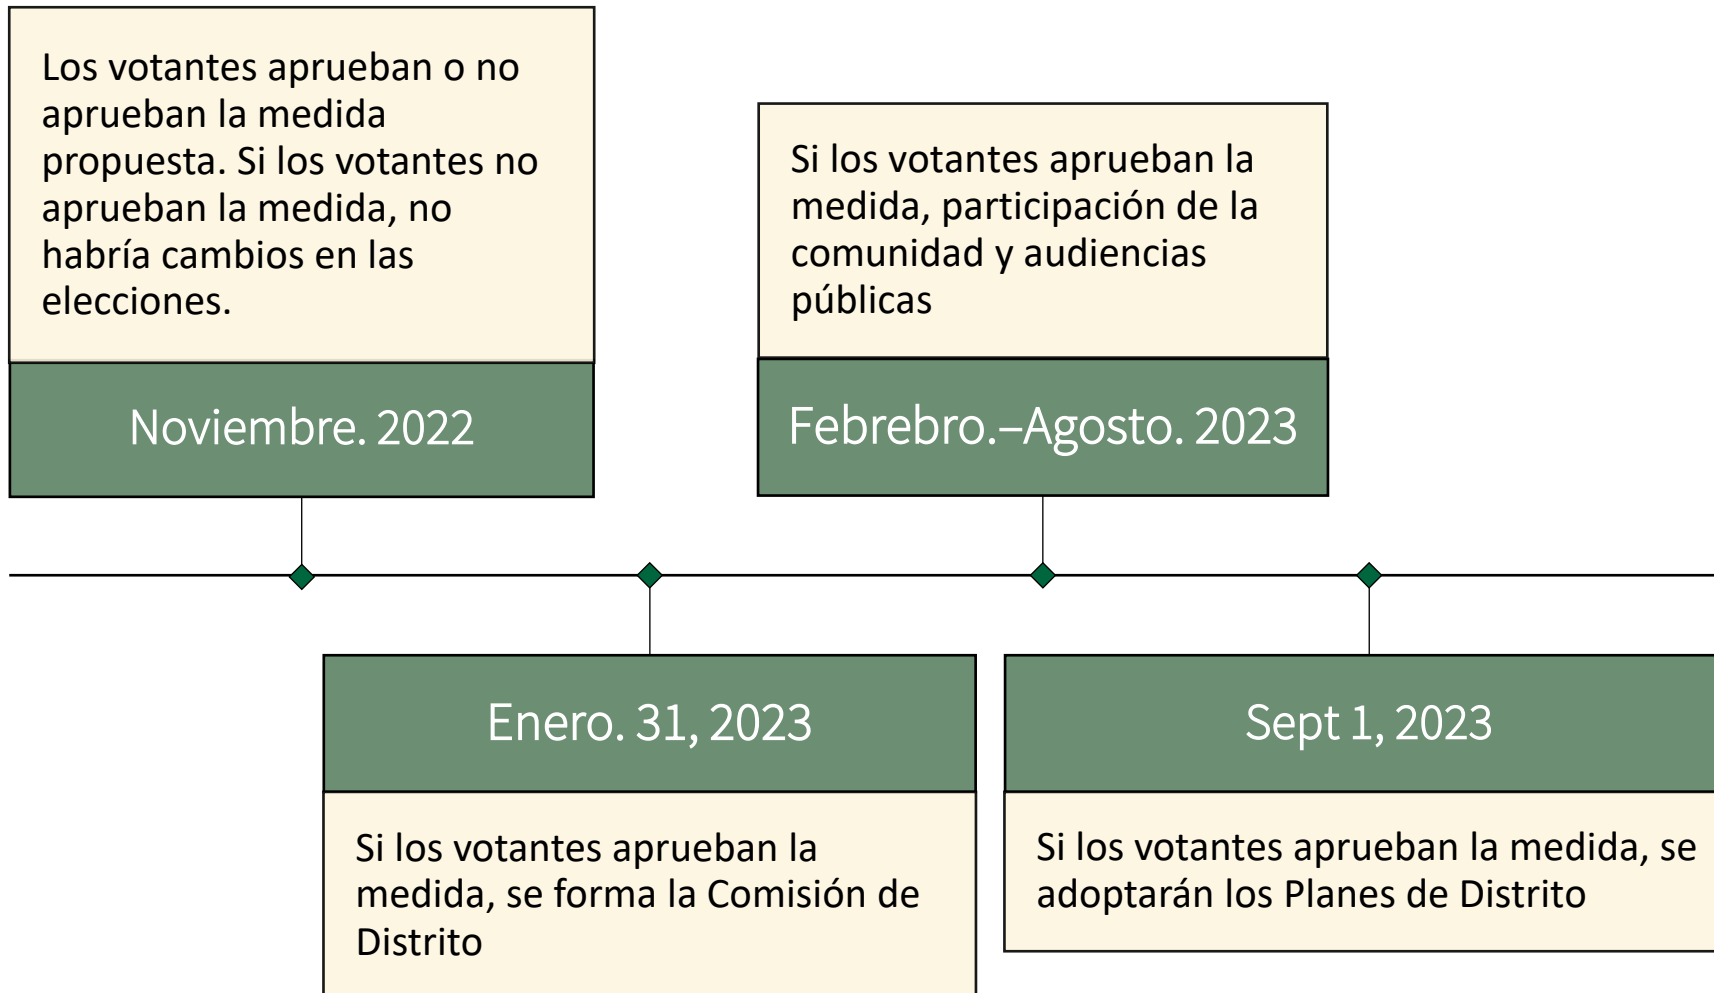 Los votantes aprueban o no
aprueban la medida
propuesta. Si los votantes no
aprueban la medida, no
habría cambios en las
elecciones.
Noviembre. 2022
Si los votantes aprueban la
medida, participación de la
comunidad y audiencias
públicas
Febrebro.–Agosto. 2023
Enero. 31, 2023
Si los votantes aprueban la
medida, se forma la Comisión de
Distrito
Sept 1, 2023
Si los votantes aprueban la medida, se
adoptarán los Planes de Distrito